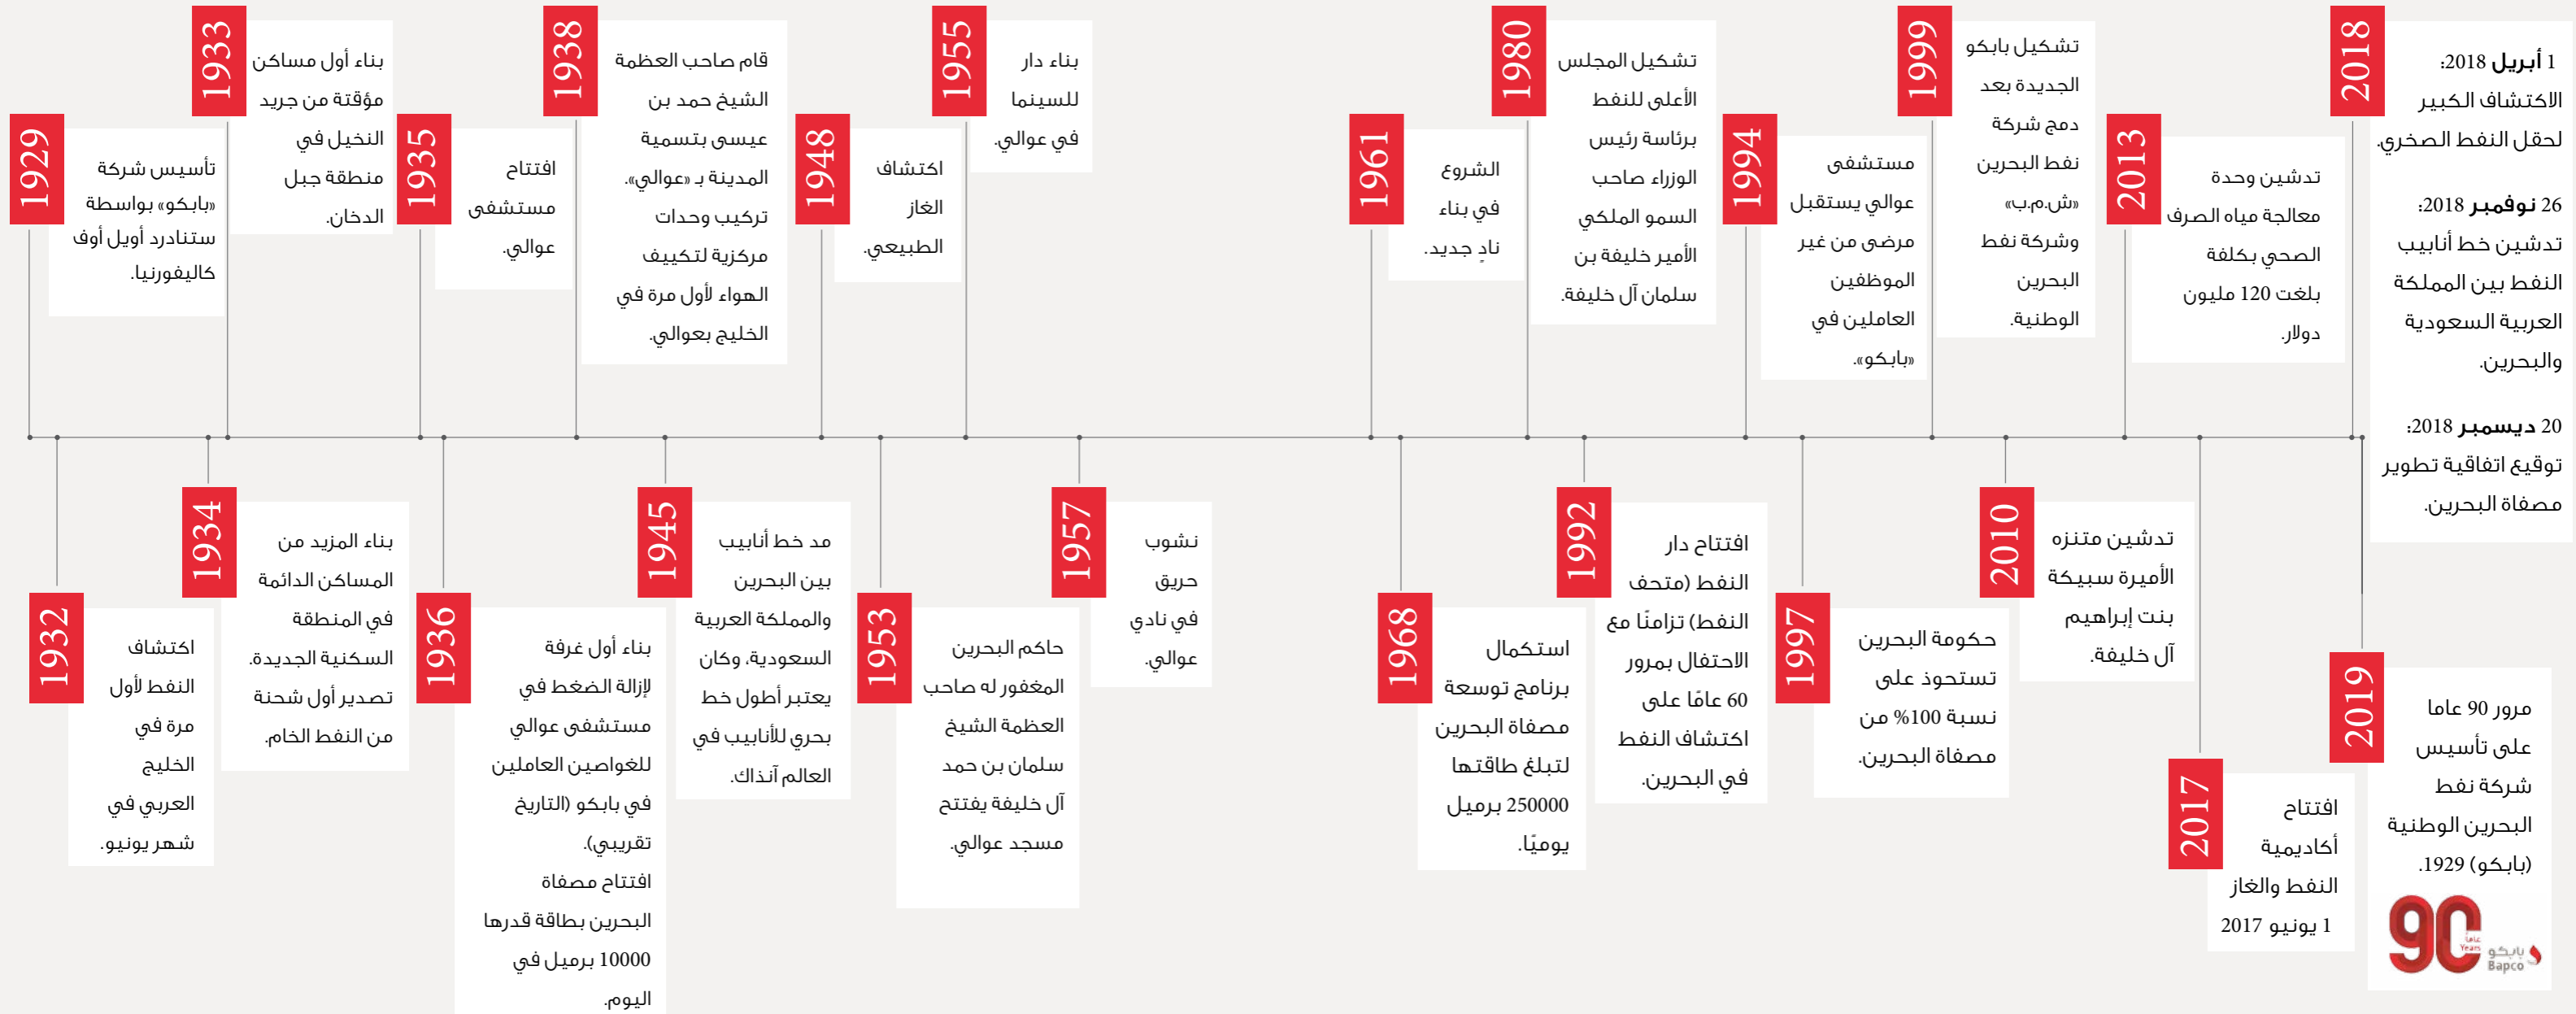 1929
تأسيس شركة
«بابكو» بواسطة
ستنادرد أويل أوف
كاليفورنيا.
1932
اكتشاف
النفط لأول
مرة في
الخليج
العربي في
شهر يونيو.
1933
بناء أول مساكن
مؤقتة من جريد
النخيل في
منطقة جبل
الدخان.
1934
بناء المزيد من
المساكن الدائمة
في المنطقة
السكنية الجديدة.
تصدير أول شحنة
من النفط الخام.
1935
افتتاح
مستشفى
عوالي.
1936
بناء أول غرفة
لإزالة الضغط في
مستشفى عوالي
للغواصين العاملين
في بابكو (التاريخ
تقريبي).
افتتاح مصفاة
البحرين بطاقة قدرها
10000 برميل في
اليوم.
1938
قام صاحب العظمة
الشيخ حمد بن
عيسى بتسمية
المدينة بـ «عوالي».
تركيب وحدات
مركزية لتكييف
الهواء لأول مرة في
الخليج بعوالي.
1945
مد خط أنابيب
بين البحرين
والمملكة العربية
السعودية، وكان
يعتبر أطول خط
بحري للأنابيب في
العالم آنذاك.
1948
اكتشاف
الغاز
الطبيعي.
1953
حاكم البحرين
المغفور له صاحب
العظمة الشيخ
سلمان بن حمد
آل خليفة يفتتح
مسجد عوالي.
1955
بناء دار
للسينما
في عوالي.
1957
نشوب
حريق
في نادي
عوالي.
1961
الشروع
في بناء
نادٍ جديد.
1968
استكمال
برنامج توسعة
مصفاة البحرين
لتبلغ طاقتها
250000 برميل
يوميًا.
1980
تشكيل المجلس
الأعلى للنفط
برئاسة رئيس
الوزراء صاحب
السمو الملكي
الأمير خليفة بن
سلمان آل خليفة.
1992
افتتاح دار
النفط (متحف
النفط) تزامنًا مع
الاحتفال بمرور
60 عامًا على
اكتشاف النفط
في البحرين.
1994
مستشفى
عوالي يستقبل
مرضى من غير
الموظفين
العاملين في
«بابكو».
1997
حكومة البحرين
تستحوذ على
نسبة 100% من
مصفاة البحرين.
1999
تشكيل بابكو
الجديدة بعد
دمج شركة
نفط البحرين
«ش.م.ب»
وشركة نفط
البحرين
الوطنية.
2010
تدشين متنزه
الأميرة سبيكة
بنت إبراهيم
آل خليفة.
2013
تدشين وحدة
معالجة مياه الصرف
الصحي بكلفة
بلغت 120 مليون
دولار.
2017
افتتاح
أكاديمية
النفط والغاز
1 يونيو 2017
2018
1 أبريل 2018:
الاكتشاف الكبير
لحقل النفط الصخري.
26 نوفمبر 2018:
تدشين خط أنابيب
النفط بين المملكة
العربية السعودية
والبحرين.
20 ديسمبر 2018:
توقيع اتفاقية تطوير
مصفاة البحرين.
2019
مرور 90 عاما
على تأسيس
شركة نفط
البحرين الوطنية
(بابكو) 1929.
90
عاماً
Years
بابكو
Bapco